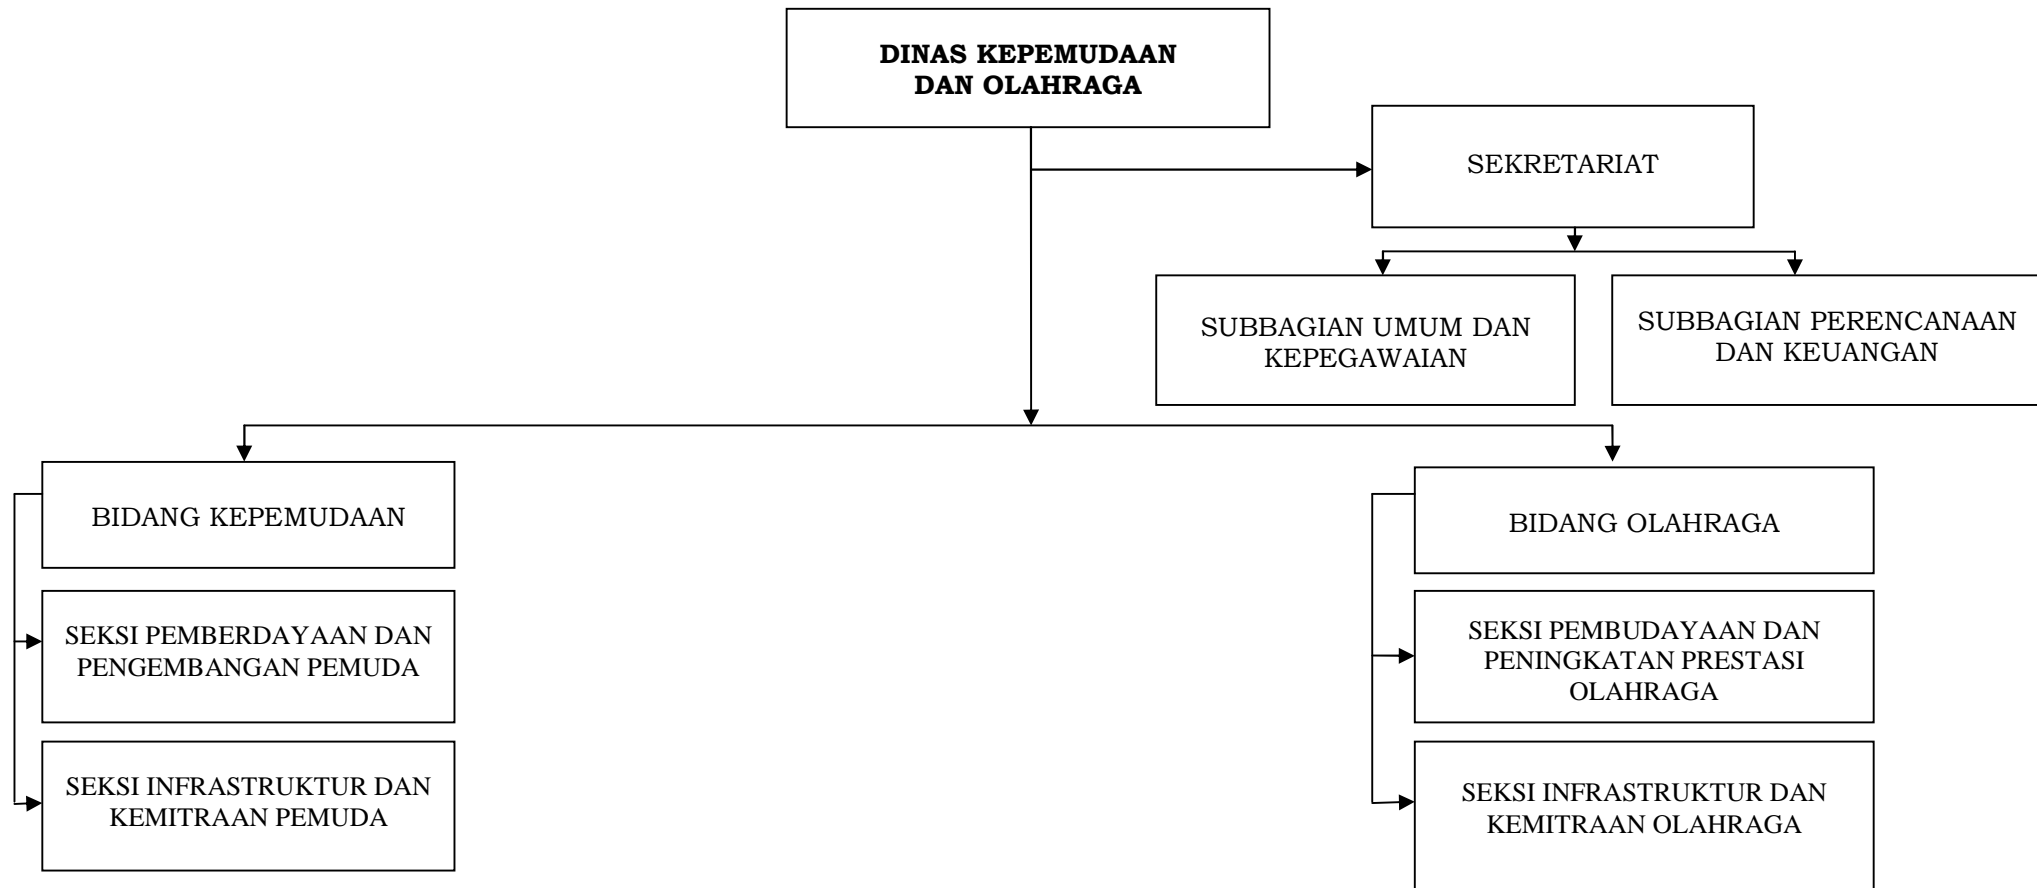 DINAS KEPEMUDAAN
DAN OLAHRAGA
SEKRETARIAT
SUBBAGIAN UMUM DAN
KEPEGAWAIAN
SUBBAGIAN PERENCANAAN
DAN KEUANGAN
BIDANG KEPEMUDAAN
SEKSI PEMBERDAYAAN DAN
PENGEMBANGAN PEMUDA
SEKSI INFRASTRUKTUR DAN
KEMITRAAN PEMUDA
BIDANG OLAHRAGA
SEKSI PEMBUDAYAAN DAN
PENINGKATAN PRESTASI
OLAHRAGA
SEKSI INFRASTRUKTUR DAN
KEMITRAAN OLAHRAGA